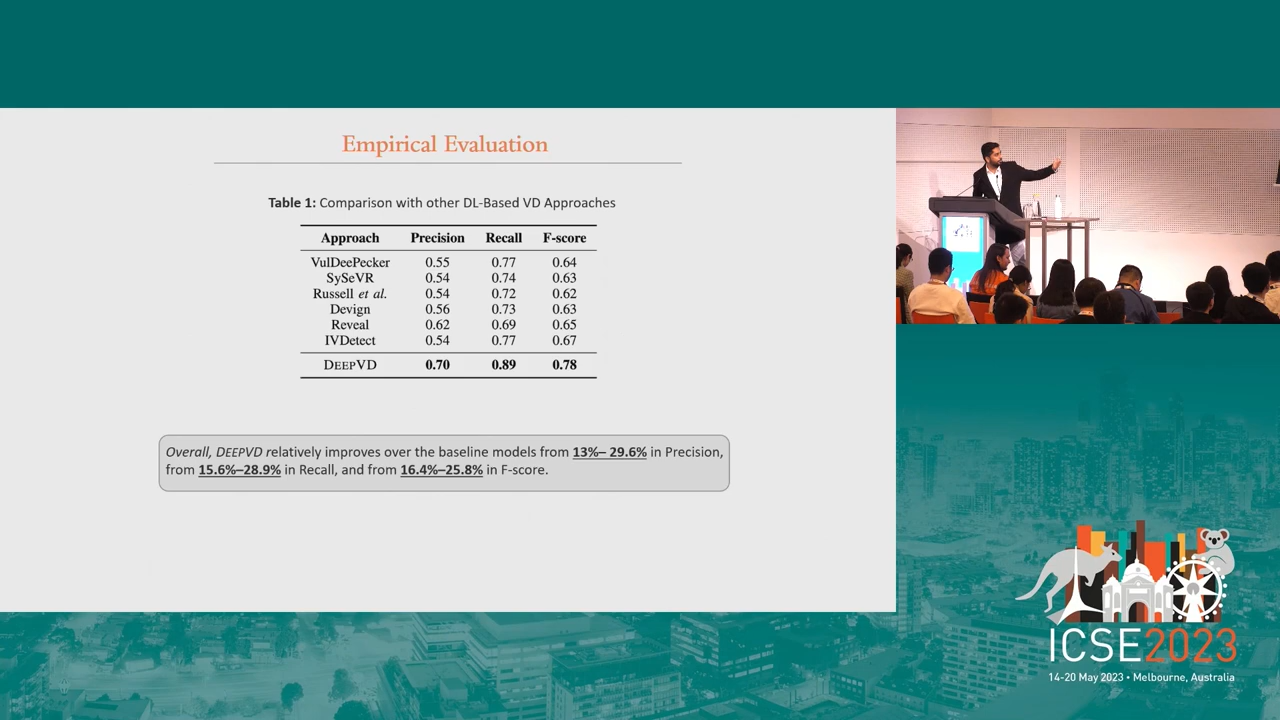 Empirical Evaluation
Table 1: Comparison with other DL-Based VD Approaches
Approach Precision Recall F-score
VulDeePecker 0.55 0.77 0.64
SySeVR 0.54 0.74 0.63
Russell et al. 0.54 0.72 0.62
Devign 0.56 0.73 0.63
Reveal 0.62 0.69 0.65
IVDetect 0.54 0.77 0.67
DEEPVD 0.70 0.89 0.78
Overall, DEEPVD relatively improves over the baseline models from 13%– 29.6% in Precision,
from 15.6%–28.9% in Recall, and from 16.4%–25.8% in F-score.
ICSE2023
14-20 May 2023 • Melbourne, Australia